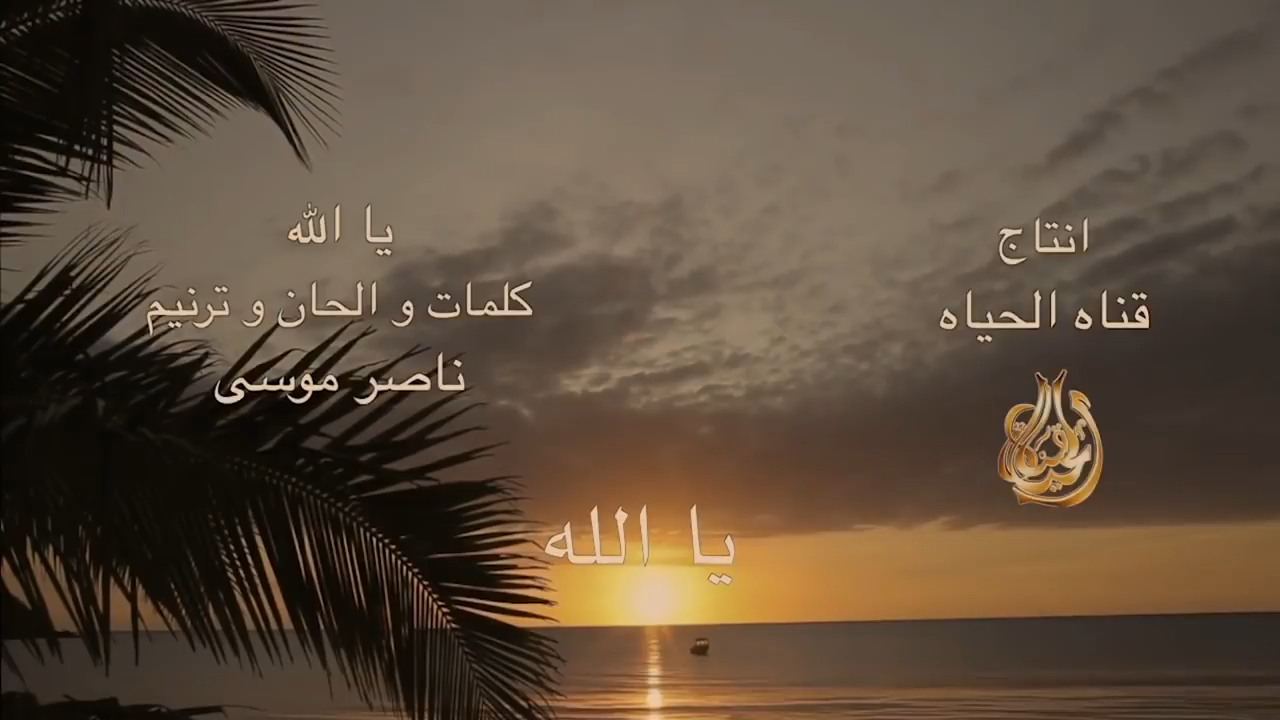 انتاج
قناه الحياه
يا الله
كلمات و الحان و ترنيم
ناصر موسى
يا الله